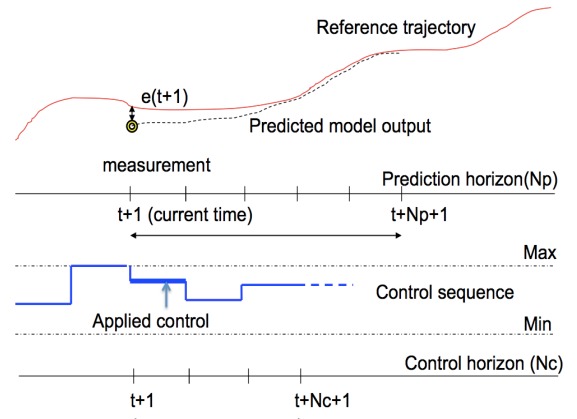 Reference trajectory
e(t+1)
Predicted model output
measurement
Prediction horizon(Np)
t+1 (current time)
t+Np+1
Max
Control sequence
Applied control
Min
Control horizon (Nc)
t+1
t+Nc+1